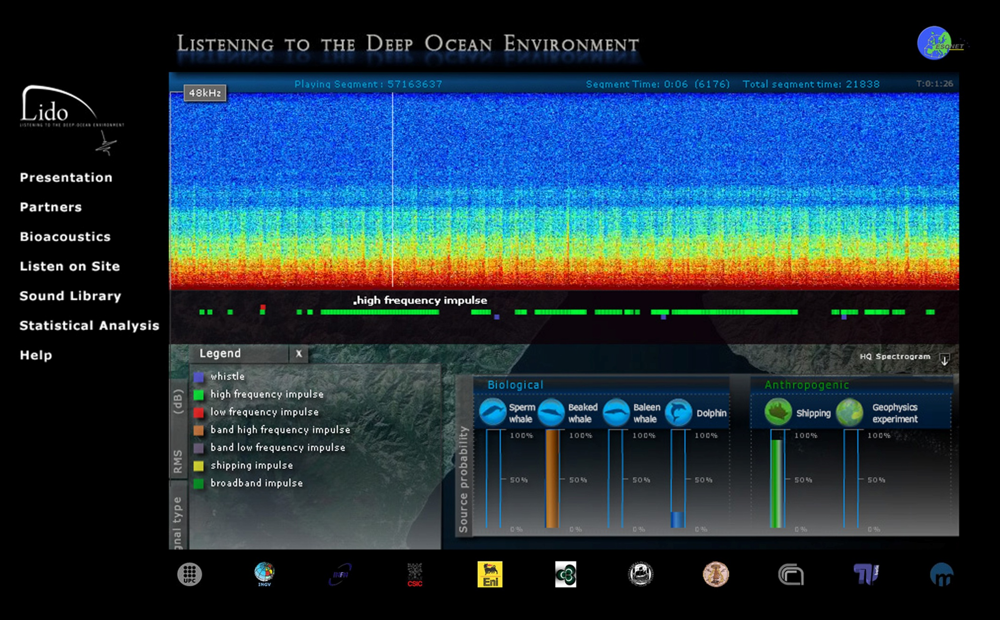 Listening to the Deep Ocean Environment
ESONET
Lido
LISTENING TO THE DEEP-OCEAN ENVIRONMENT
Presentation
Partners
Bioacoustics
Listen on Site
Sound Library
Statistical Analysis
Help
Playing Segment : 57163637
Segment Time: 0:06 (6176)
Total segment time: 21838
T:0:1:26
48kHz
.high frequency impulse
Legend X
whistle
high frequency impulse
low frequency impulse
band high frequency impulse
band low frequency impulse
shipping impulse
broadband impulse
RMS (dB)
gnal type
HQ Spectrogram
Source probability
Biological
Sperm whale
Beaked whale
Baleen whale
Dolphin
100% 100% 100% 100%
50% 50% 50% 50%
0% 0% 0% 0%
Anthropogenic
Shipping
Geophysics experiment
100% 100%
50% 50%
0% 0%
UPC
INGV
INFN
CSIC
Eni